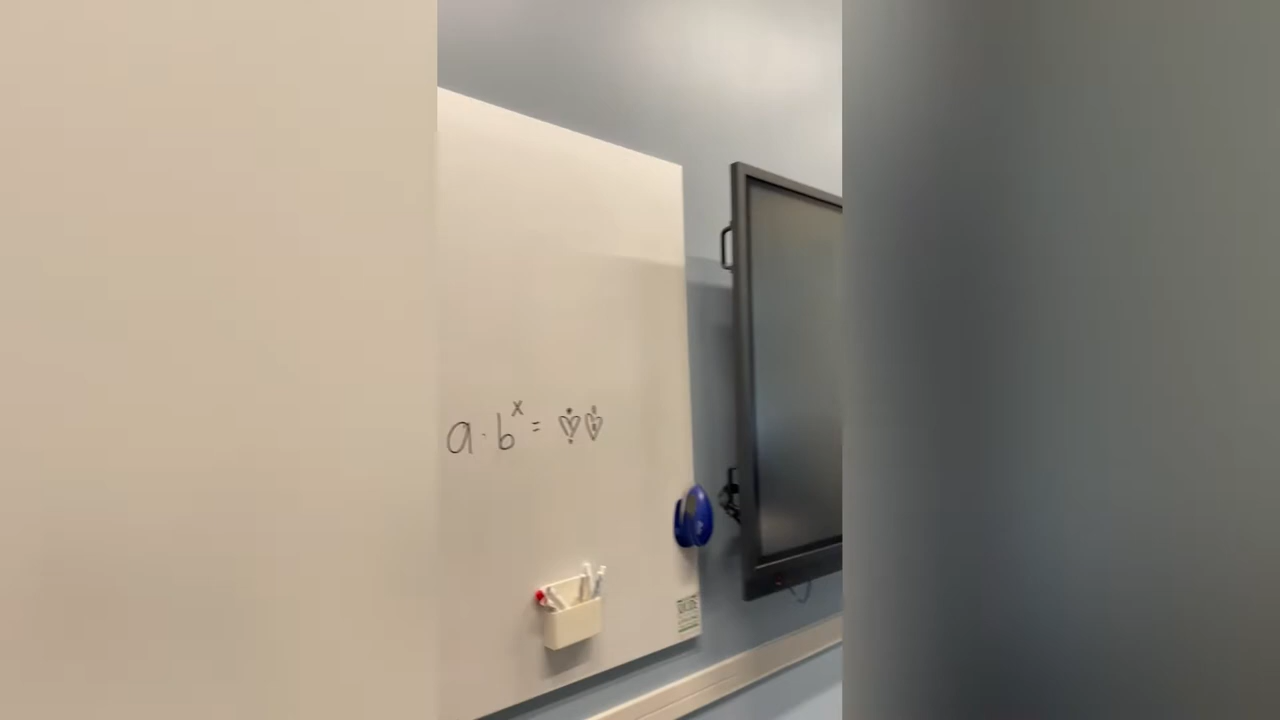 a · bˣ = ♡♡